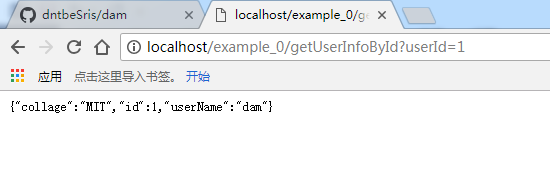 dntbeSris/dam
localhost/example_0/ge
localhost/example_0/getUserInfoById?userId=1
应用 点击这里导入书签。 开始
{"collage":"MIT","id":1,"userName":"dam"}